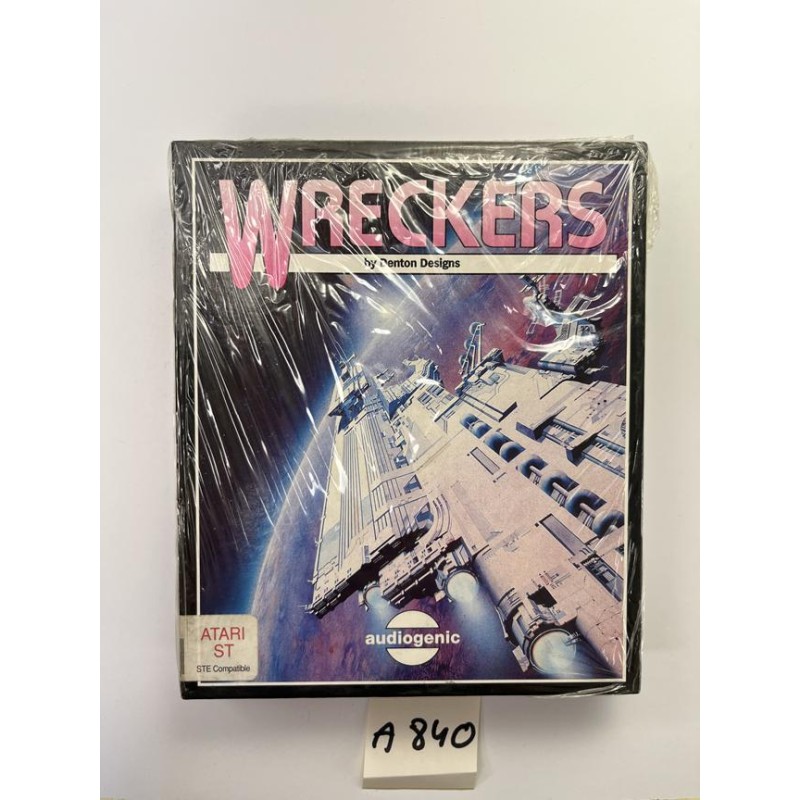 WRECKERS
by Denton Designs
audiogenic
ATARI
ST
STE Compatible
A 840